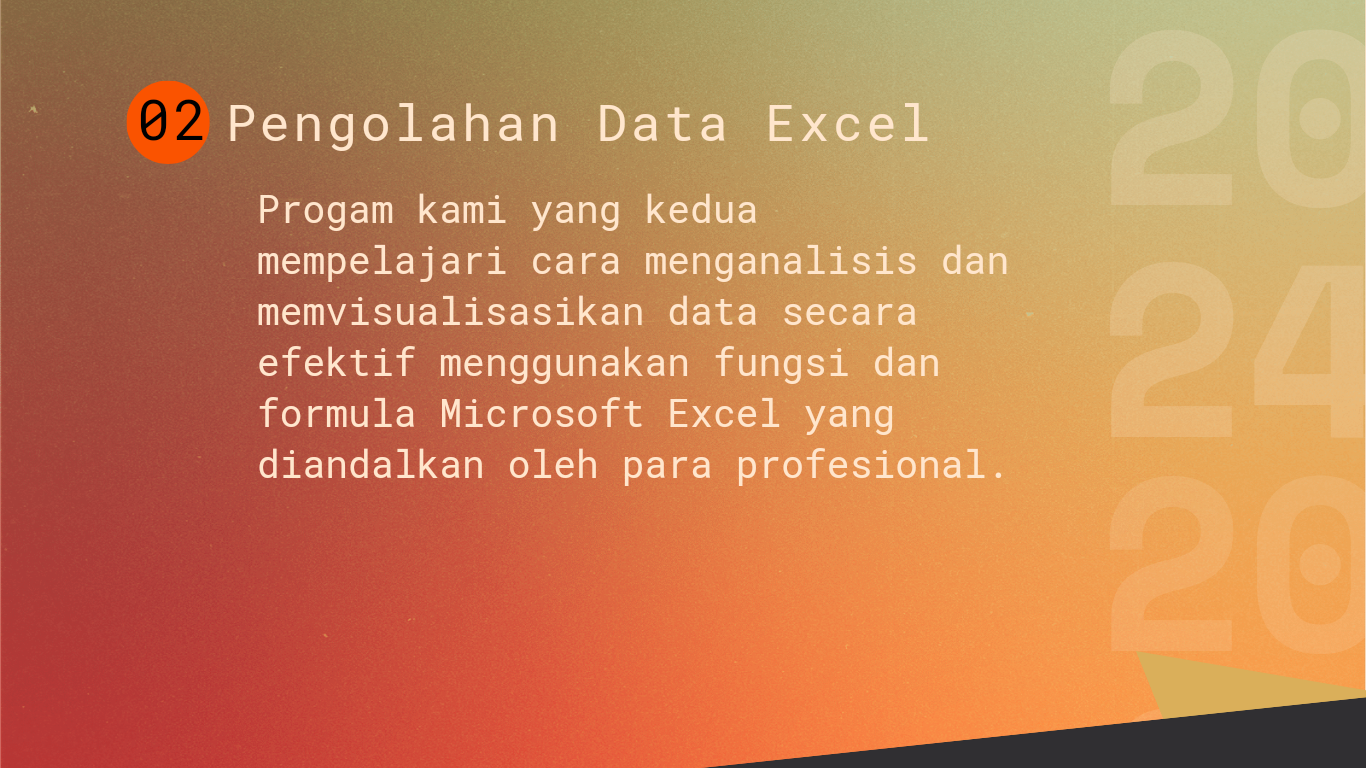 02 Pengolahan Data Excel
Progam kami yang kedua
mempelajari cara menganalisis dan
memvisualisasikan data secara
efektif menggunakan fungsi dan
formula Microsoft Excel yang
diandalkan oleh para profesional.
20
24
20